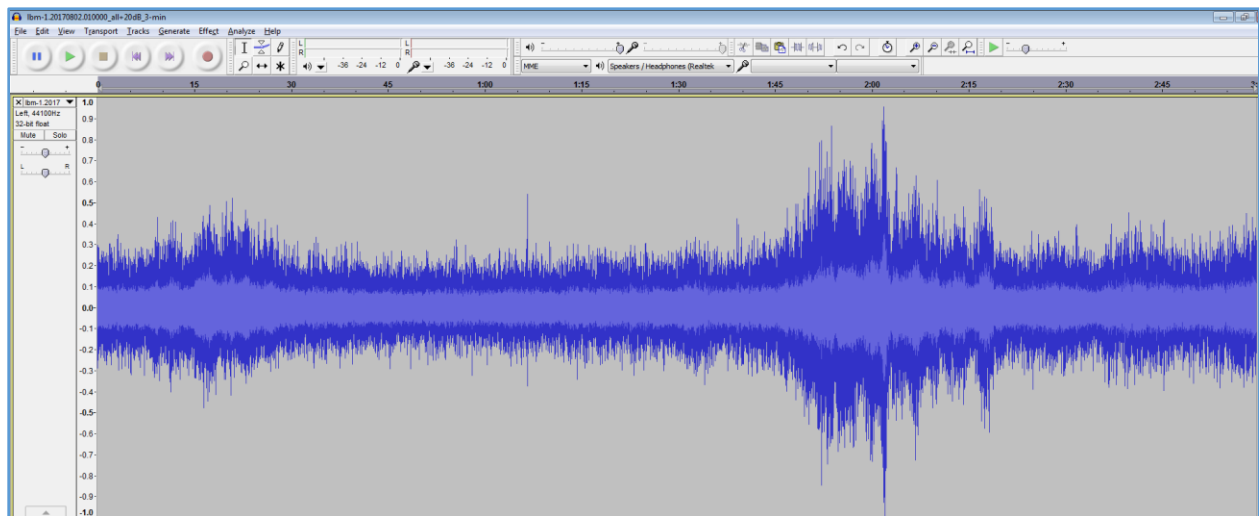 lbm-1.20170802.010000_all+20dB_3-min
File Edit View Transport Tracks Generate Effect Analyze Help
L
R
L
R
-36 -24 -12 0
-36 -24 -12 0
MME
Speakers / Headphones (Realtek
0 15 30 45 1:00 1:15 1:30 1:45 2:00 2:15 2:30 2:45
lbm-1.2017
Left, 44100Hz
32-bit float
Mute Solo
- +
L R
1.0
0.9
0.8
0.7
0.6
0.5
0.4
0.3
0.2
0.1
0.0
-0.1
-0.2
-0.3
-0.4
-0.5
-0.6
-0.7
-0.8
-0.9
-1.0